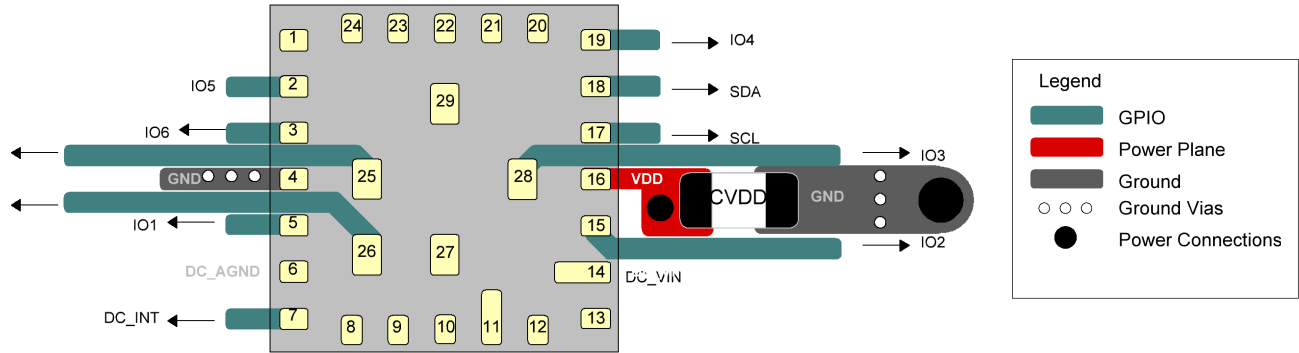 24 23 22 21 20
1 19 IO4
IO5 2 18 SDA
29
IO6 3 17 SCL
IO3
GND 4 25 28 16 VDD CVDD GND
IO1 5 15 IO2
26 27
DC_AGND 6 14 DC_VIN
DC_INT 7 13
8 9 10 11 12
Legend
GPIO
Power Plane
Ground
Ground Vias
Power Connections